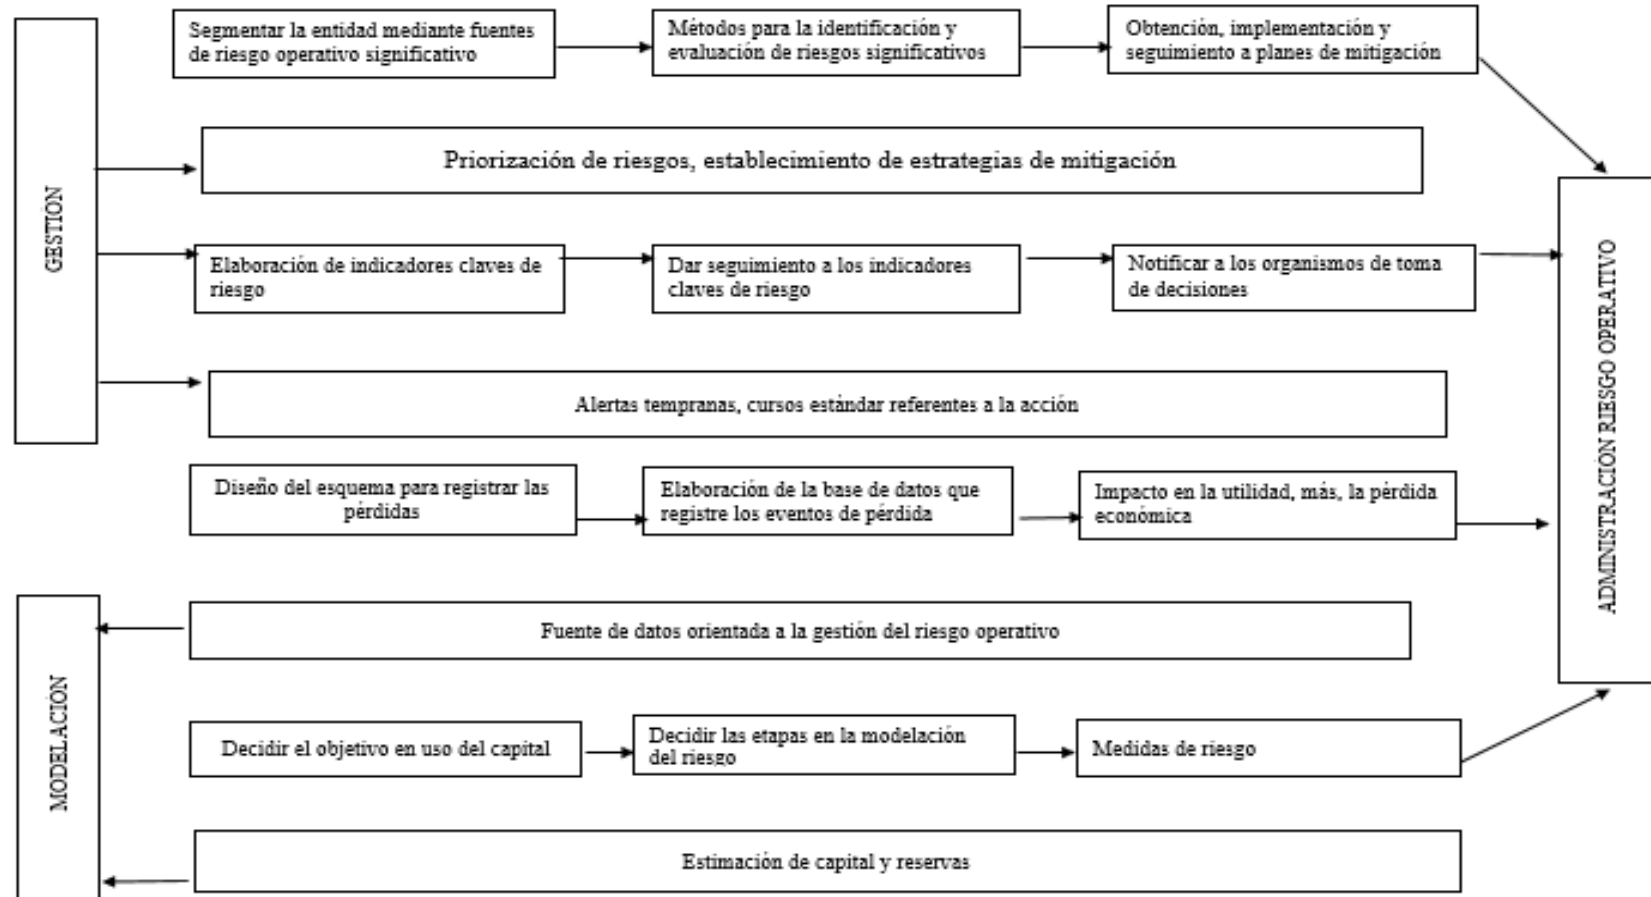 Segmentar la entidad mediante fuentes
de riesgo operativo significativo
Métodos para la identificación y
evaluación de riesgos significativos
Obtención, implementación y
seguimiento a planes de mitigación
GESTIÓN
Priorización de riesgos, establecimiento de estrategias de mitigación
Elaboración de indicadores claves de
riesgo
Dar seguimiento a los indicadores
claves de riesgo
Notificar a los organismos de toma
de decisiones
ADMINISTRACIÓN RIESGO OPERATIVO
Alertas tempranas, cursos estándar referentes a la acción
Diseño del esquema para registrar las
pérdidas
Elaboración de la base de datos que
registre los eventos de pérdida
Impacto en la utilidad, más, la pérdida
económica
MODELACIÓN
Fuente de datos orientada a la gestión del riesgo operativo
Decidir el objetivo en uso del capital
Decidir las etapas en la modelación
del riesgo
Medidas de riesgo
Estimación de capital y reservas